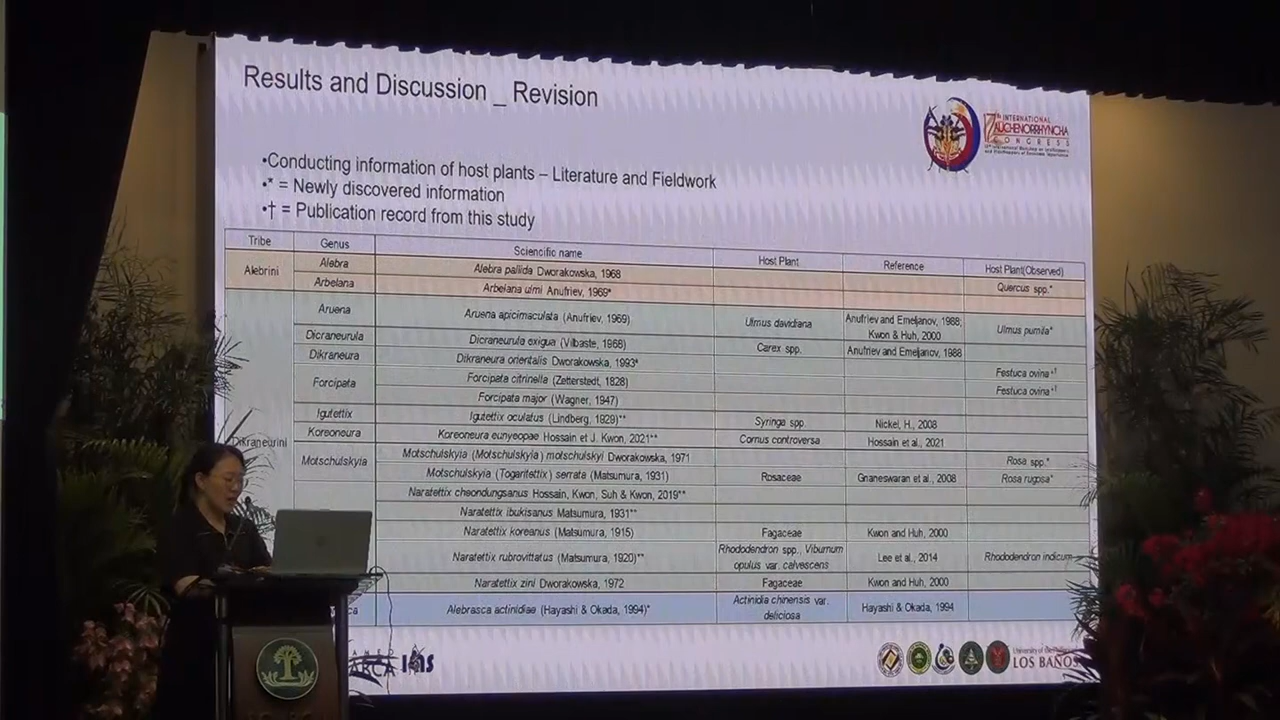 Results and Discussion _ Revision
INTERNATIONAL
AUCHENORRHYNCHA
CONGRESS
•Conducting information of host plants – Literature and Fieldwork
•* = Newly discovered information
•† = Publication record from this study
Tribe Genus Sciencific name Host Plant Reference Host Plant(Observed)
Alebrini Alebra Alebra pallida Dworakowska, 1968 Quercus spp.*
Arbelana Arbelana ulmi Anufriev, 1969*
Aruena Aruena apicimaculata (Anufriev, 1969) Ulmus davidiana Anufriev and Emeljanov, 1988; Kwon & Huh, 2000 Ulmus pumila*
Dicraneurula Dicraneurula exigua (Vilbaste, 1968) Carex spp. Anufriev and Emeljanov, 1988
Dikraneura Dikraneura orientalis Dworakowska, 1993* Festuca ovina*†
Forcipata Forcipata citrinella (Zetterstedt, 1828) Festuca ovina*†
Forcipata major (Wagner, 1947)
Igutettix Igutettix oculatus (Lindberg, 1929)** Syringa spp. Nickel, H., 2008
Dikraneurini Koreoneura Koreoneura eunyeopae Hossain et J. Kwon, 2021** Cornus controversa Hossain et al., 2021
Motschulskyia Motschulskyia (Motschulskyia) motschulskyi Dworakowska, 1971 Rosa spp.*
Motschulskyia (Togaritettix) serrata (Matsumura, 1931) Rosaceae Gnaneswaran et al., 2008 Rosa rugosa*
Naratettix cheondungsanus Hossain, Kwon, Suh & Kwon, 2019**
Naratettix ibukisanus Matsumura, 1931**
Naratettix koreanus (Matsumura, 1915) Fagaceae Kwon and Huh, 2000
Naratettix rubrovittatus (Matsumura, 1920)** Rhododendron spp., Viburnum opulus var. calvescens Lee et al., 2014 Rhododendron indicum
Naratettix zini Dworakowska, 1972 Fagaceae Kwon and Huh, 2000
Alebrasca actinidiae (Hayashi & Okada, 1994)* Actinidia chinensis var. deliciosa Hayashi & Okada, 1994
ims
LOS BAÑOS